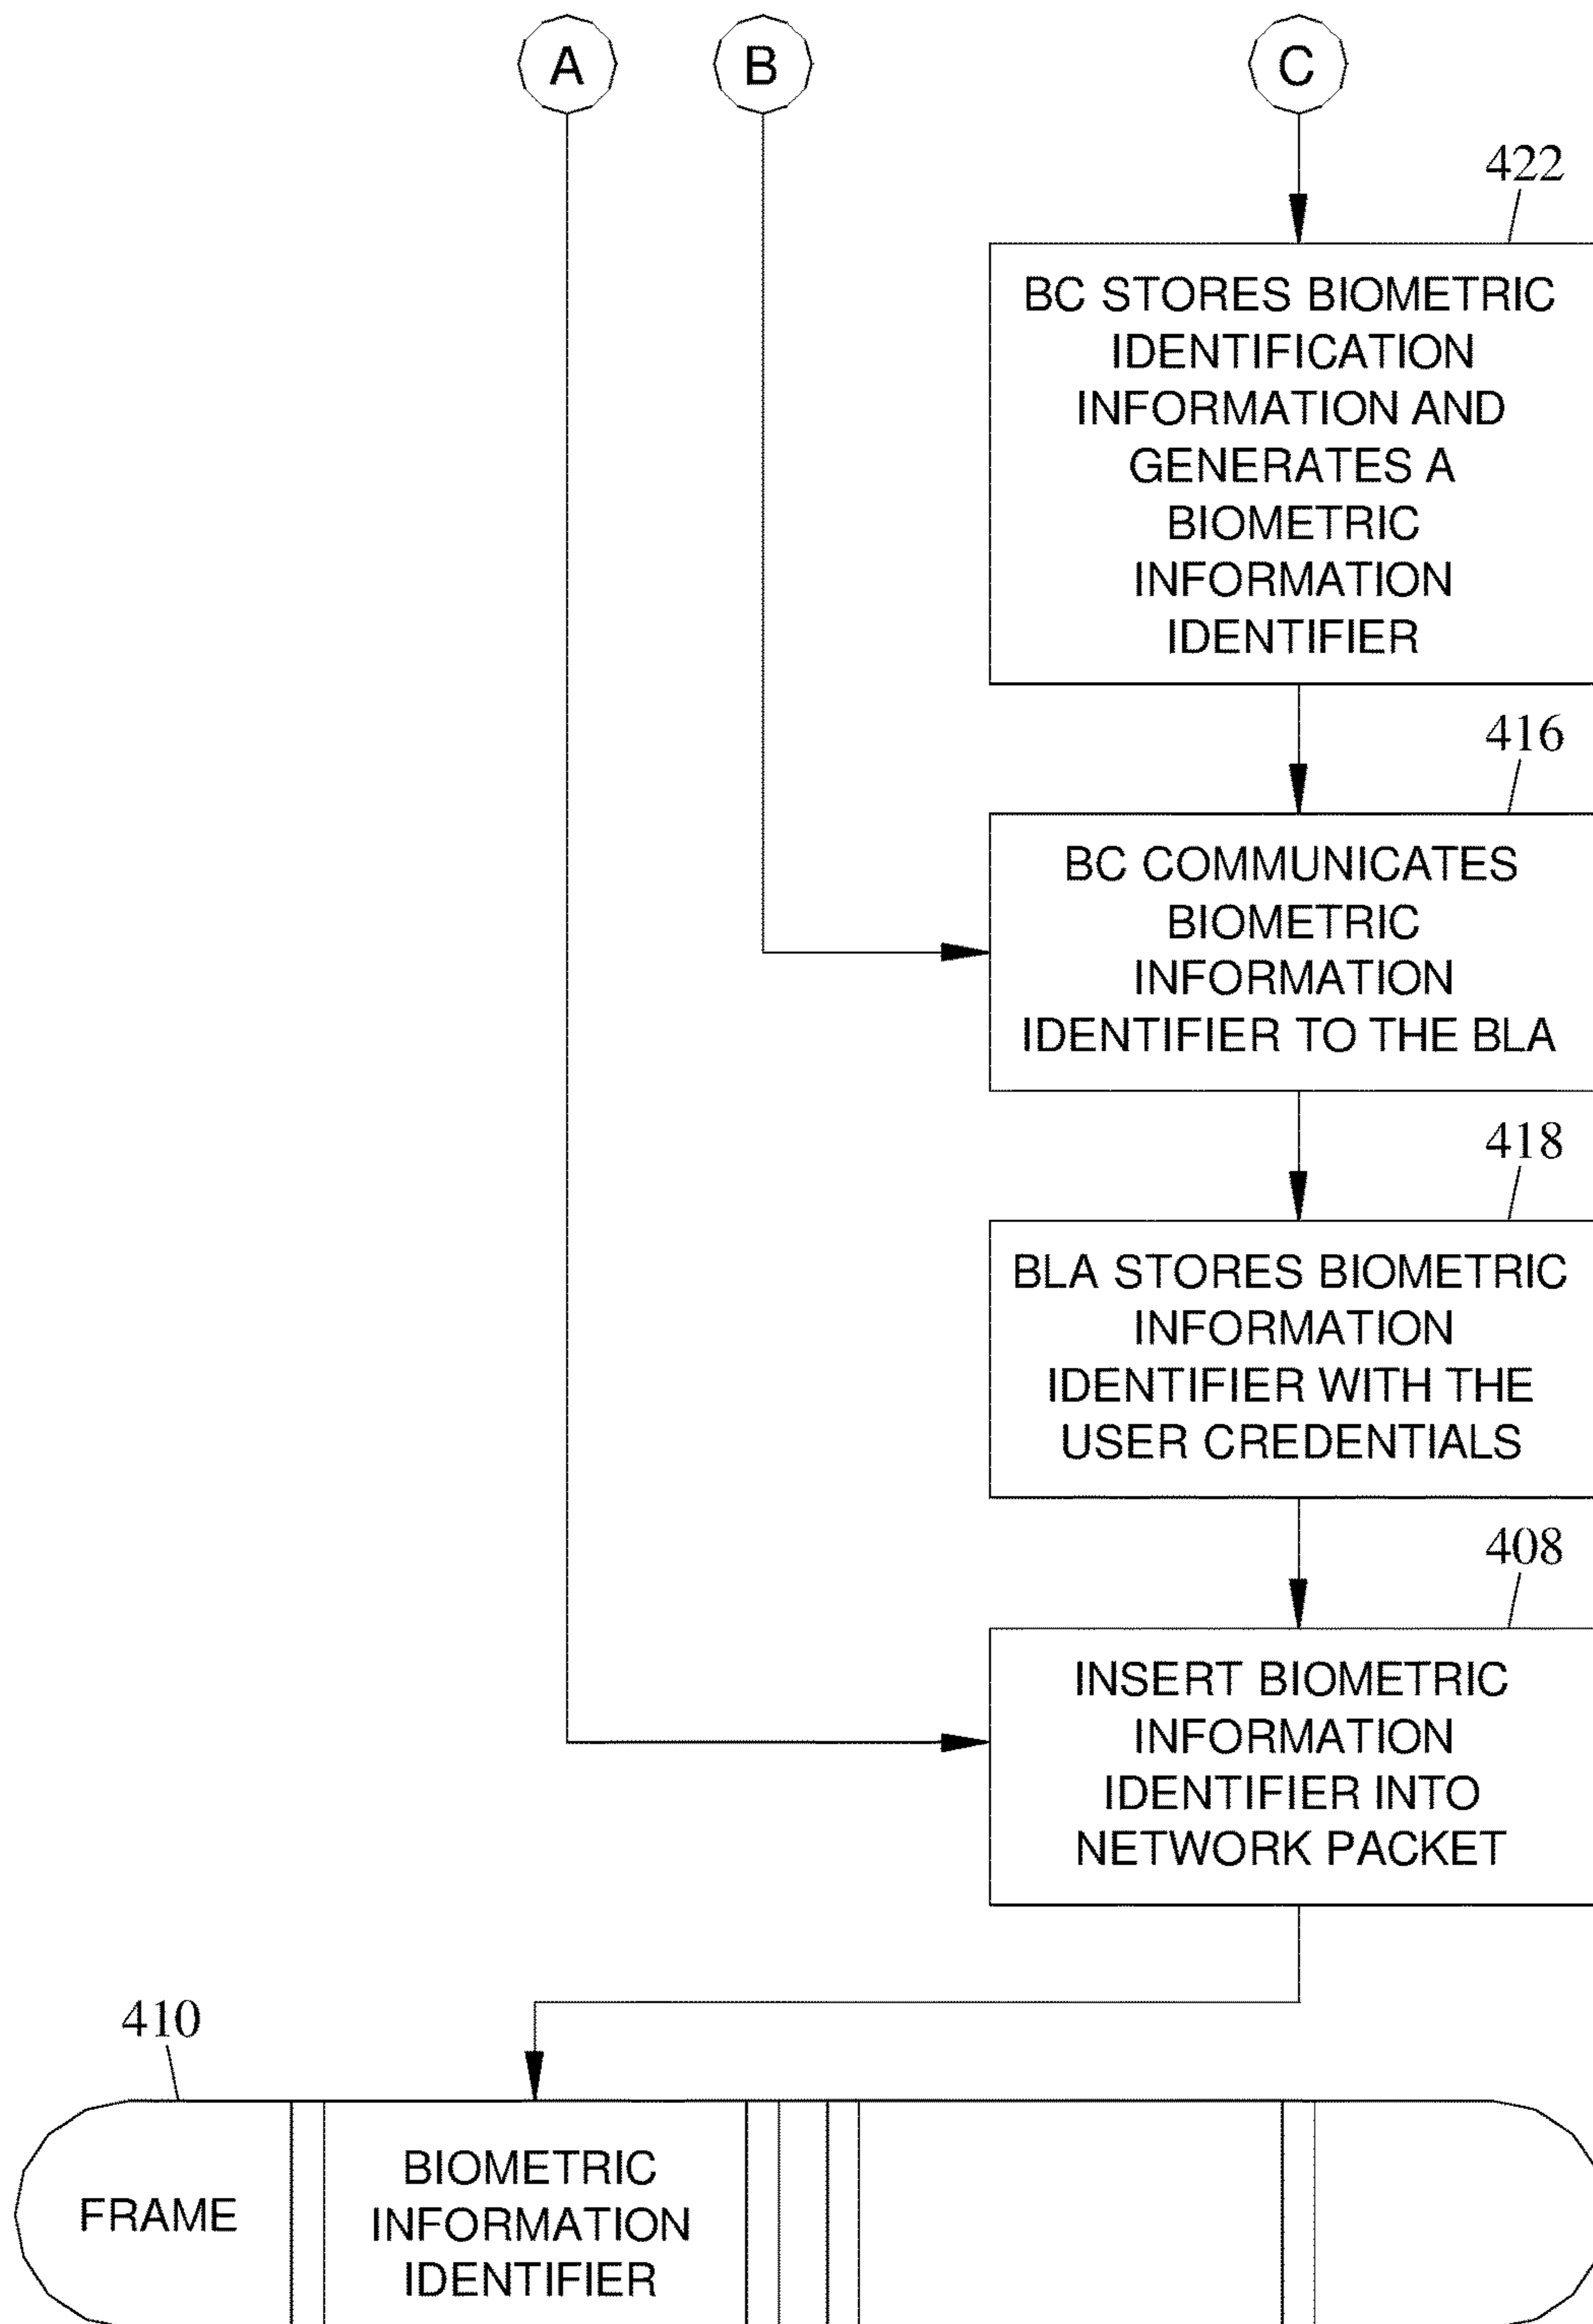 A
B
C
422
BC STORES BIOMETRIC
IDENTIFICATION
INFORMATION AND
GENERATES A
BIOMETRIC
INFORMATION
IDENTIFIER
416
BC COMMUNICATES
BIOMETRIC
INFORMATION
IDENTIFIER TO THE BLA
418
BLA STORES BIOMETRIC
INFORMATION
IDENTIFIER WITH THE
USER CREDENTIALS
408
INSERT BIOMETRIC
INFORMATION
IDENTIFIER INTO
NETWORK PACKET
410
FRAME
BIOMETRIC
INFORMATION
IDENTIFIER